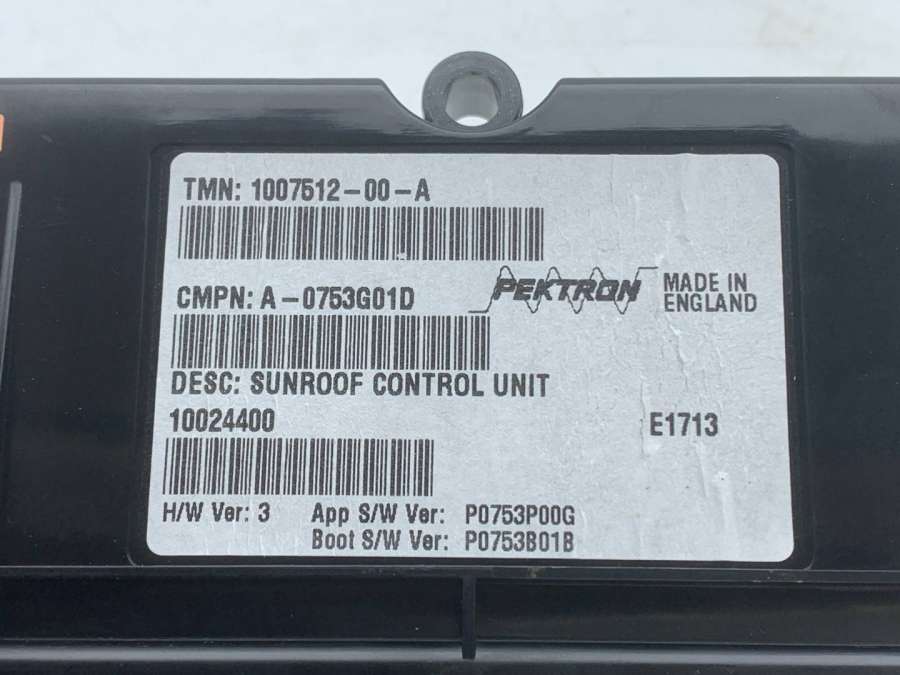 TMN: 1007512-00-A
CMPN: A-0753G01D
PEKTRON
MADE IN
ENGLAND
DESC: SUNROOF CONTROL UNIT
10024400
E1713
H/W Ver: 3 App S/W Ver: P0753P00G
Boot S/W Ver: P0753B01B